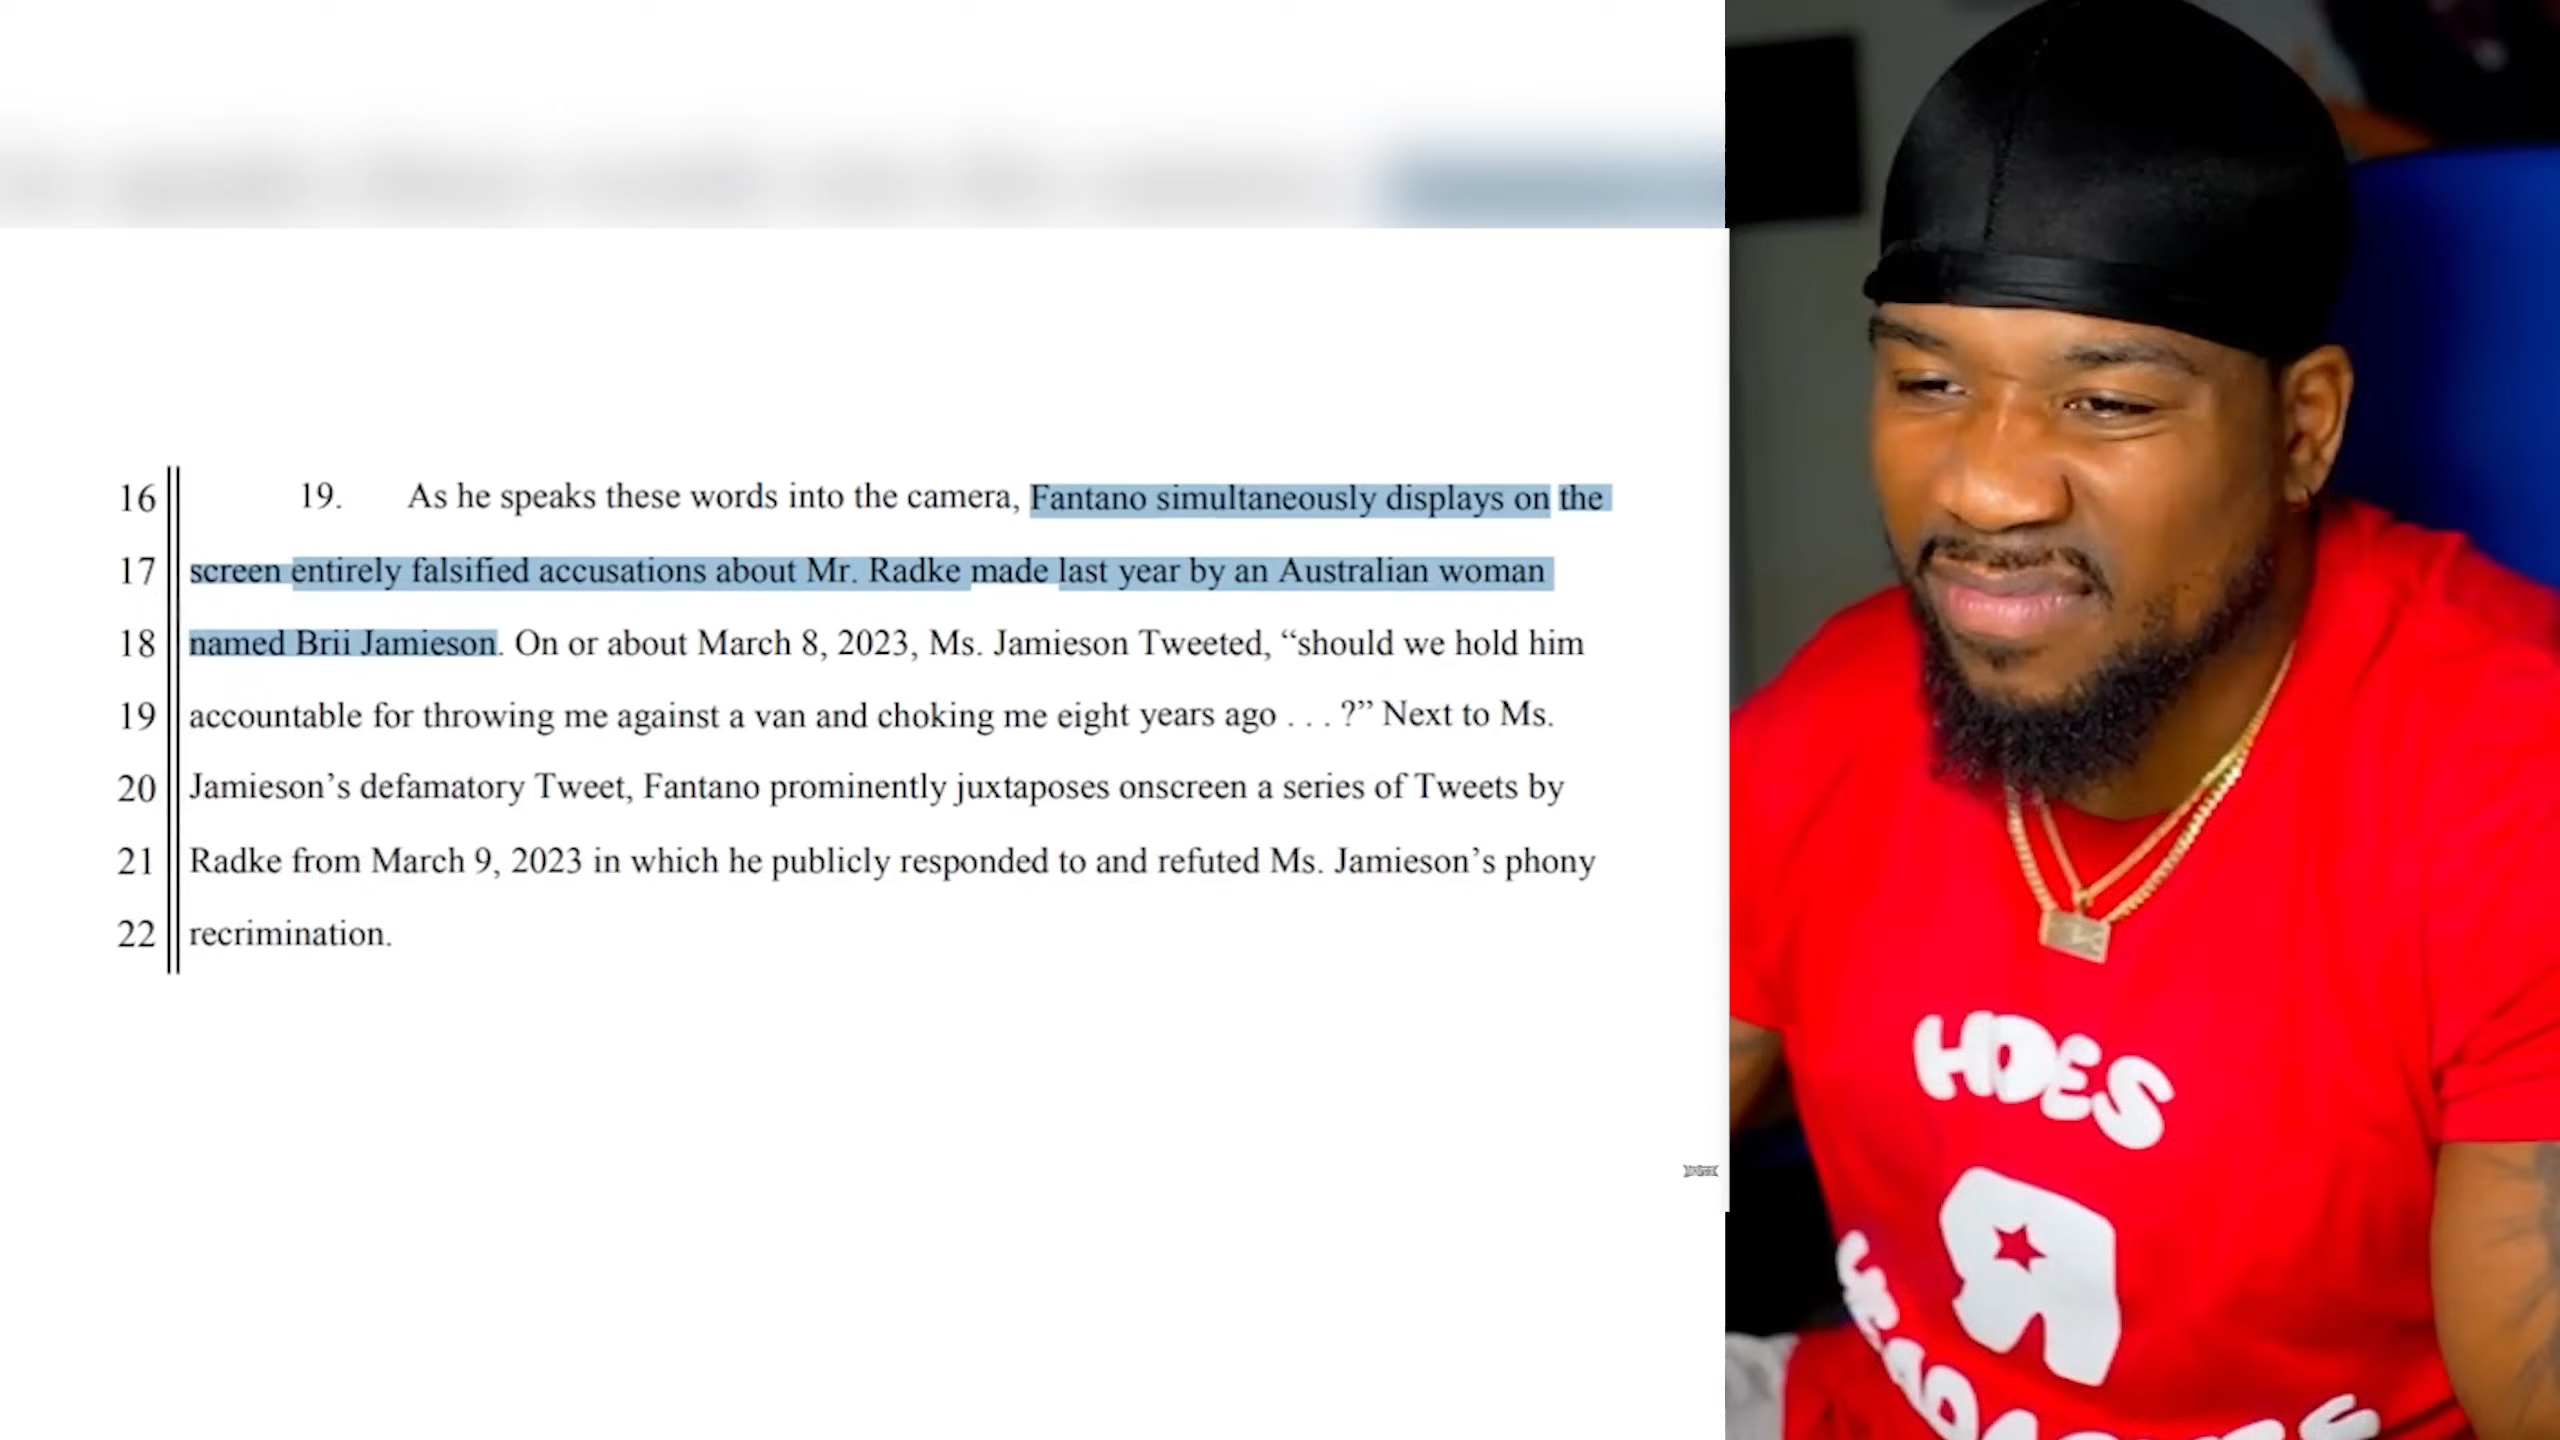 16 19. As he speaks these words into the camera, Fantano simultaneously displays on the
17 screen entirely falsified accusations about Mr. Radke made last year by an Australian woman
18 named Brii Jamieson. On or about March 8, 2023, Ms. Jamieson Tweeted, “should we hold him
19 accountable for throwing me against a van and choking me eight years ago . . . ?” Next to Ms.
20 Jamieson’s defamatory Tweet, Fantano prominently juxtaposes onscreen a series of Tweets by
21 Radke from March 9, 2023 in which he publicly responded to and refuted Ms. Jamieson’s phony
22 recrimination.
HDES